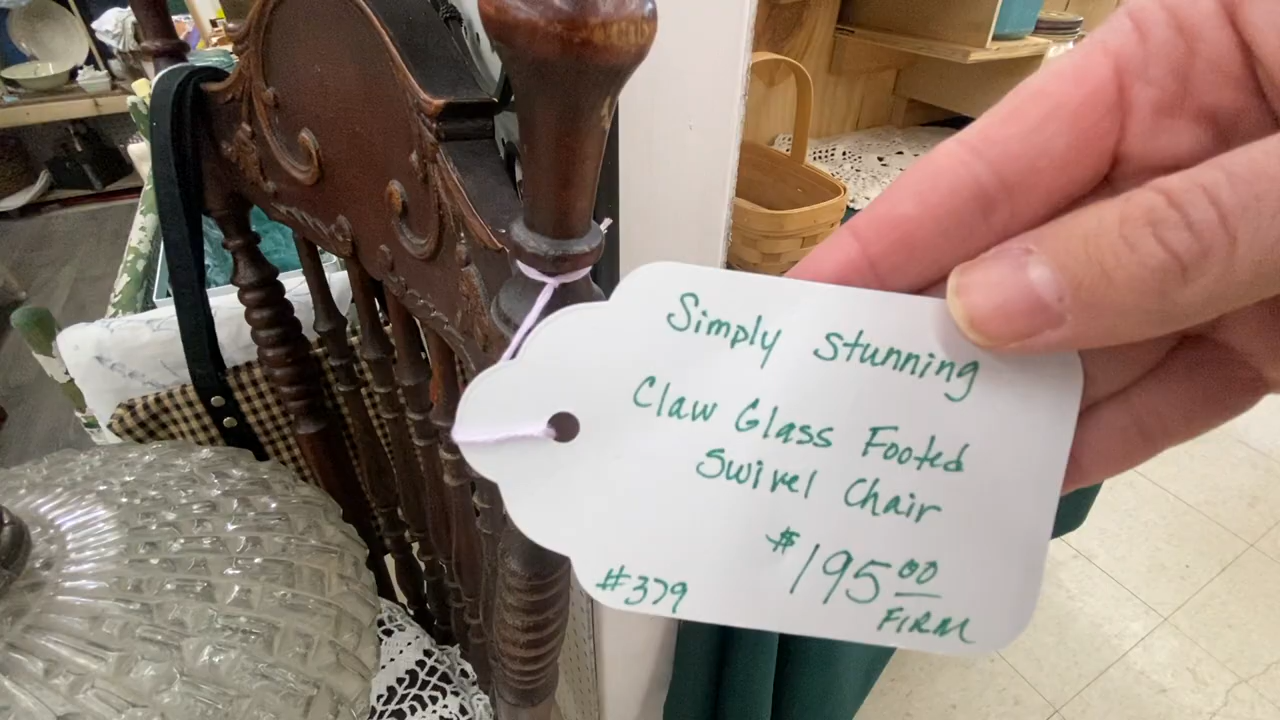 Simply Stunning
Claw Glass Footed
Swivel Chair
$195.00
FIRM
#379